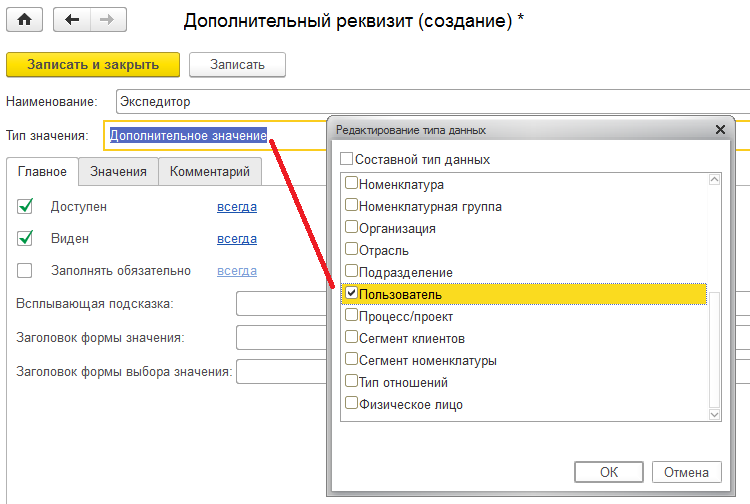 Дополнительный реквизит (создание) *
Записать и закрыть
Записать
Наименование:
Экспедитор
Тип значения:
Дополнительное значение
Главное
Значения
Комментарий
Доступен
всегда
Виден
всегда
Заполнять обязательно
всегда
Всплывающая подсказка:
Заголовок формы значения:
Заголовок формы выбора значения:
Редактирование типа данных
Составной тип данных
Номенклатура
Номенклатурная группа
Организация
Отрасль
Подразделение
Пользователь
Процесс/проект
Сегмент клиентов
Сегмент номенклатуры
Тип отношений
Физическое лицо
ОК
Отмена